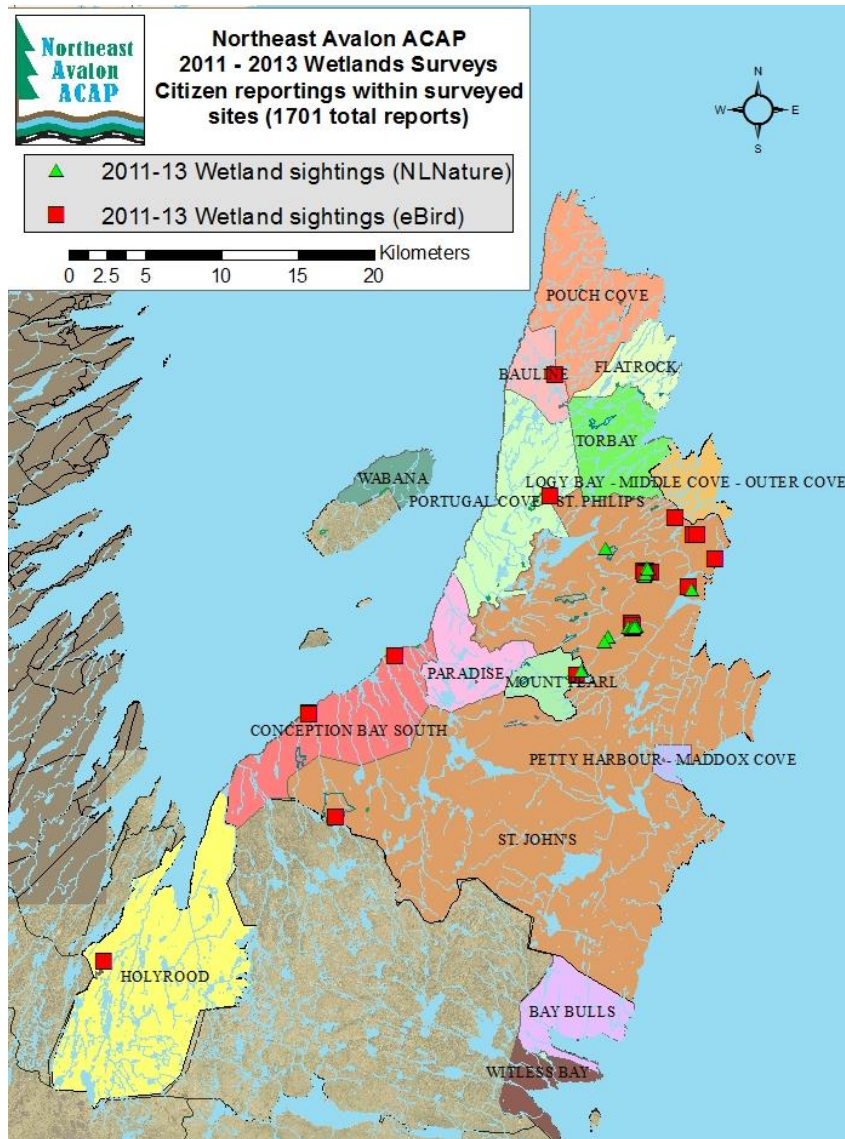 Northeast
Avalon
ACAP
Northeast Avalon ACAP
2011 - 2013 Wetlands Surveys
Citizen reportings within surveyed
sites (1701 total reports)
2011-13 Wetland sightings (NLNature)
2011-13 Wetland sightings (eBird)
Kilometers
0 2.5 5 10 15 20
N
W E
S
POUCH COVE
BAULINE
FLATROCK
TORBAY
WABANA
LOGY BAY - MIDDLE COVE - OUTER COVE
PORTUGAL COVE - ST. PHILIP'S
PARADISE
MOUNT PEARL
CONCEPTION BAY SOUTH
PETTY HARBOUR - MADDOX COVE
ST. JOHN'S
HOLYROOD
BAY BULLS
WITLESS BAY